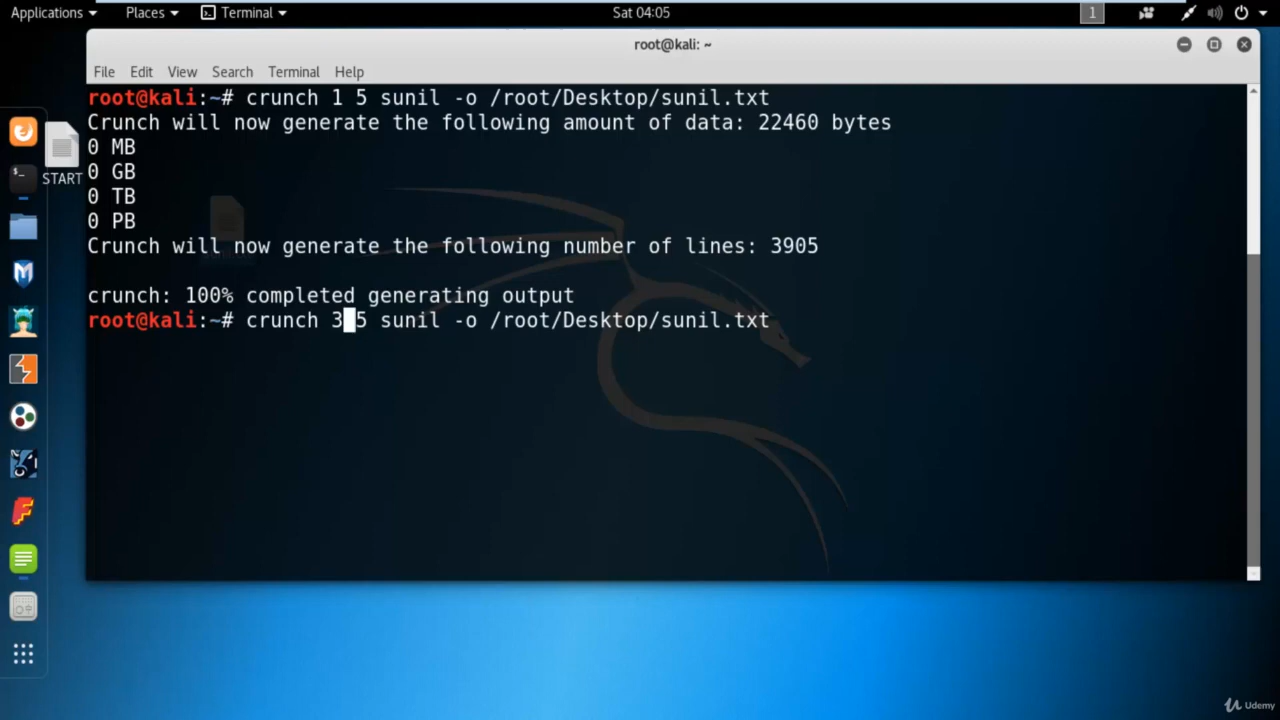 Applications Places Terminal Sat 04:05 1
root@kali: ~
File Edit View Search Terminal Help
root@kali:~# crunch 1 5 sunil -o /root/Desktop/sunil.txt
Crunch will now generate the following amount of data: 22460 bytes
0 MB
0 GB
0 TB
0 PB
Crunch will now generate the following number of lines: 3905
crunch: 100% completed generating output
root@kali:~# crunch 3 5 sunil -o /root/Desktop/sunil.txt
START
Udemy